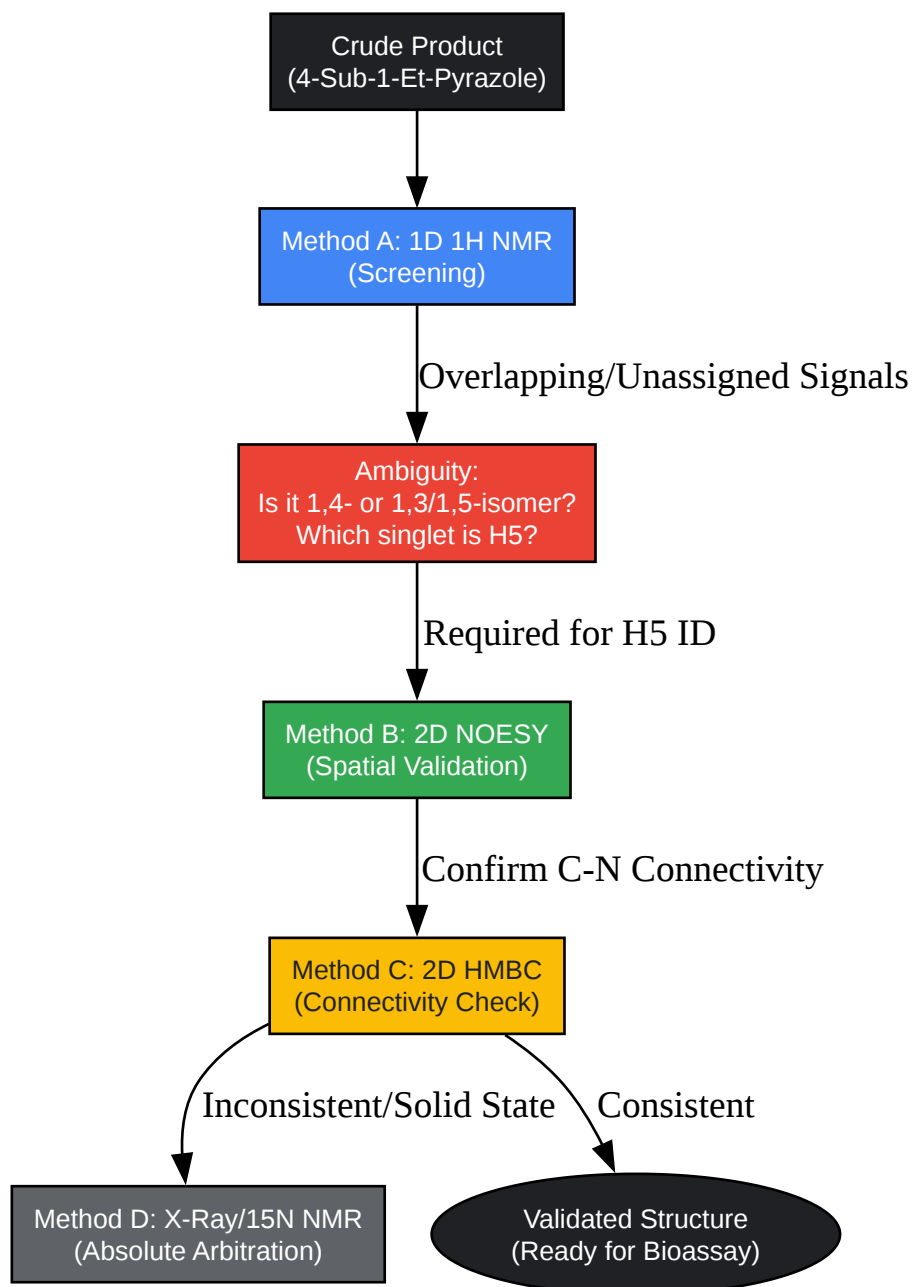 Crude Product
(4-Sub-1-Et-Pyrazole)
Method A: 1D 1H NMR
(Screening)
Overlapping/Unassigned Signals
Ambiguity:
Is it 1,4- or 1,3/1,5-isomer?
Which singlet is H5?
Required for H5 ID
Method B: 2D NOESY
(Spatial Validation)
Confirm C-N Connectivity
Method C: 2D HMBC
(Connectivity Check)
Inconsistent/Solid State
Consistent
Method D: X-Ray/15N NMR
(Absolute Arbitration)
Validated Structure
(Ready for Bioassay)